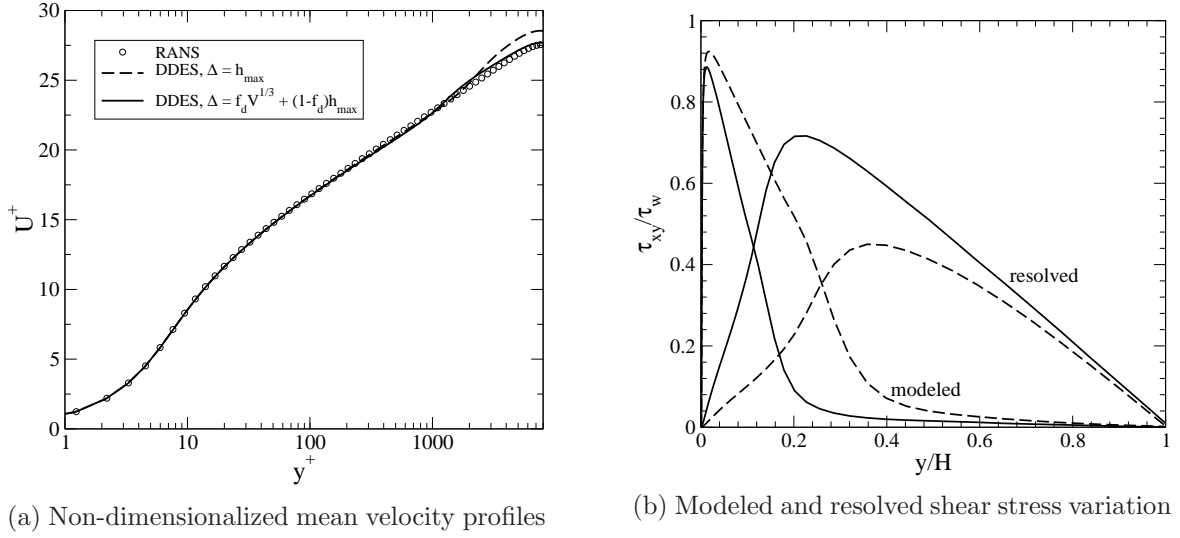 30
25
20
15
10
5
0
U+
RANS
DDES, Δ = h_max
DDES, Δ = f_d V^1/3 + (1-f_d)h_max
1
10
100
1000
y+
(a) Non-dimensionalized mean velocity profiles
1
0.8
0.6
0.4
0.2
0
τ_xy/τ_w
resolved
modeled
0
0.2
0.4
0.6
0.8
1
y/H
(b) Modeled and resolved shear stress variation